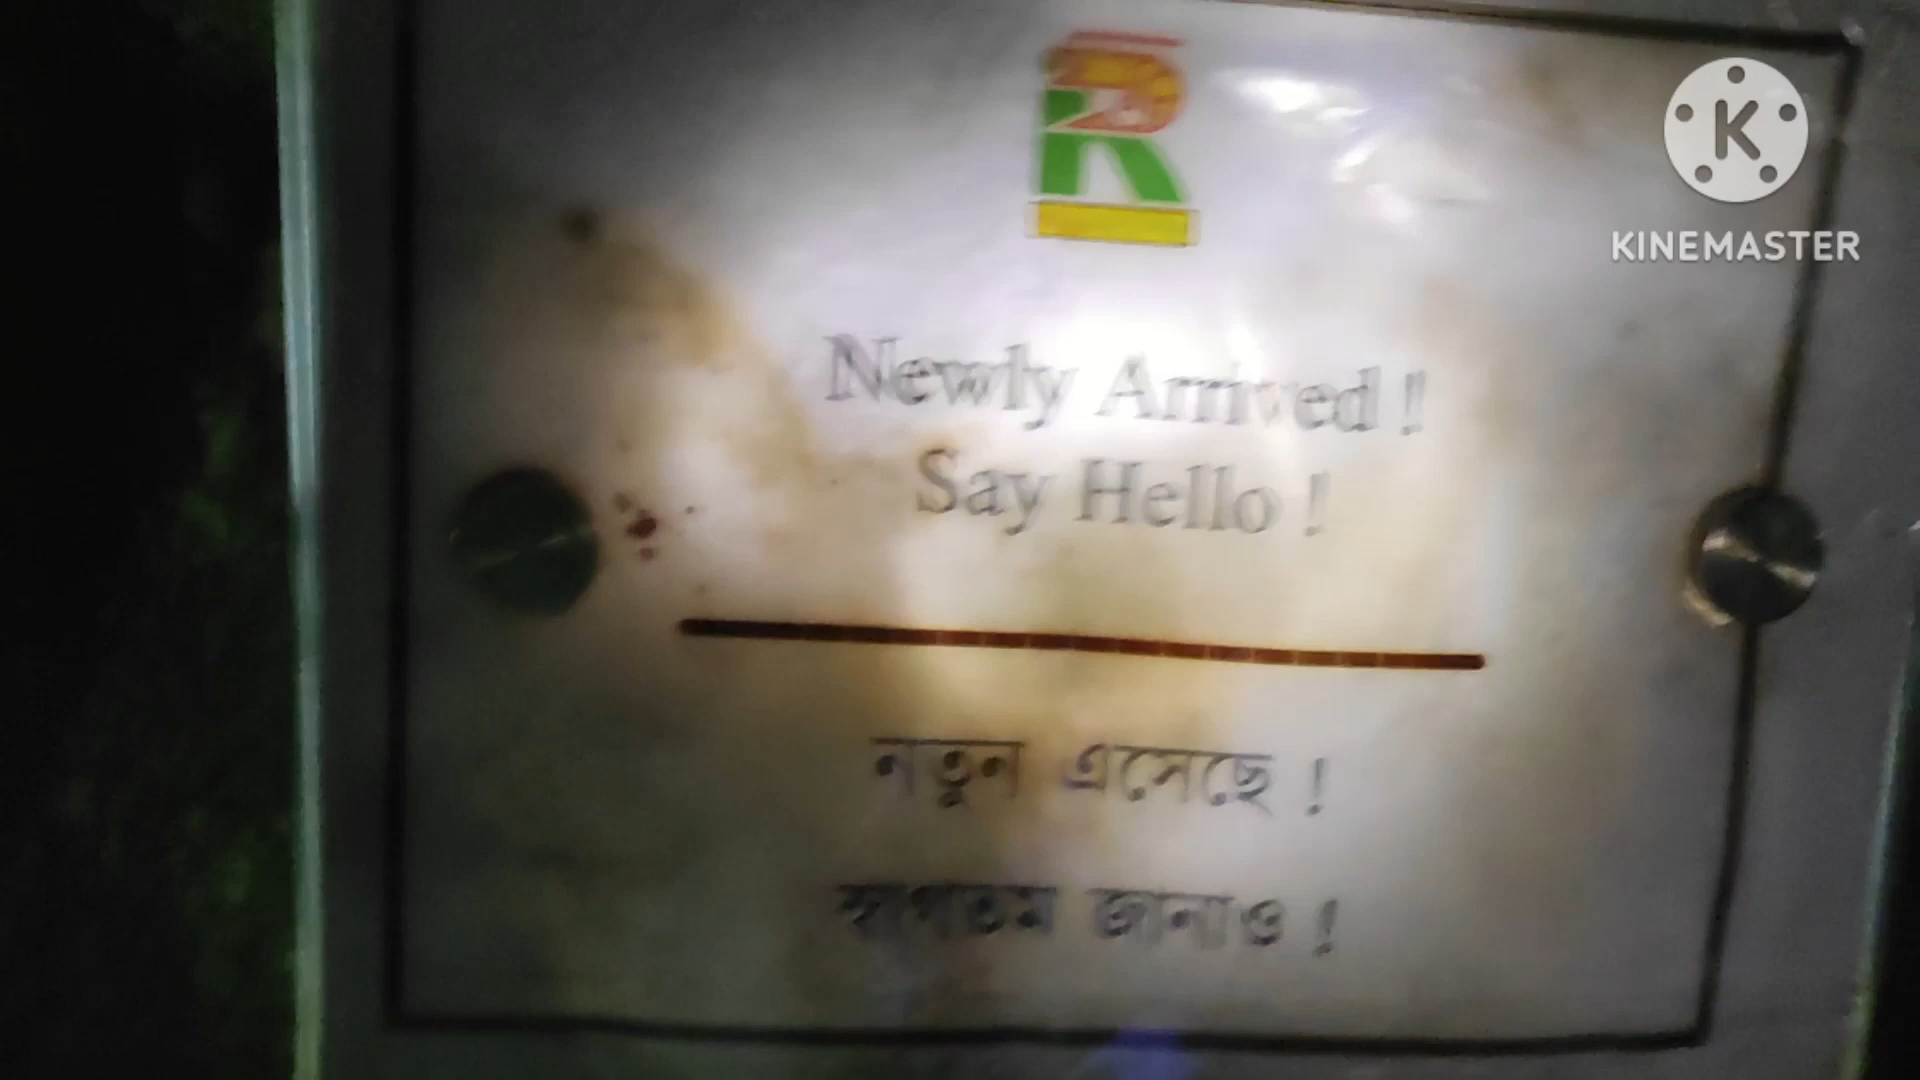 K
KINEMASTER
Newly Arrived !
Say Hello !
নতুন এসেছে !
স্বাগতম জানাও !